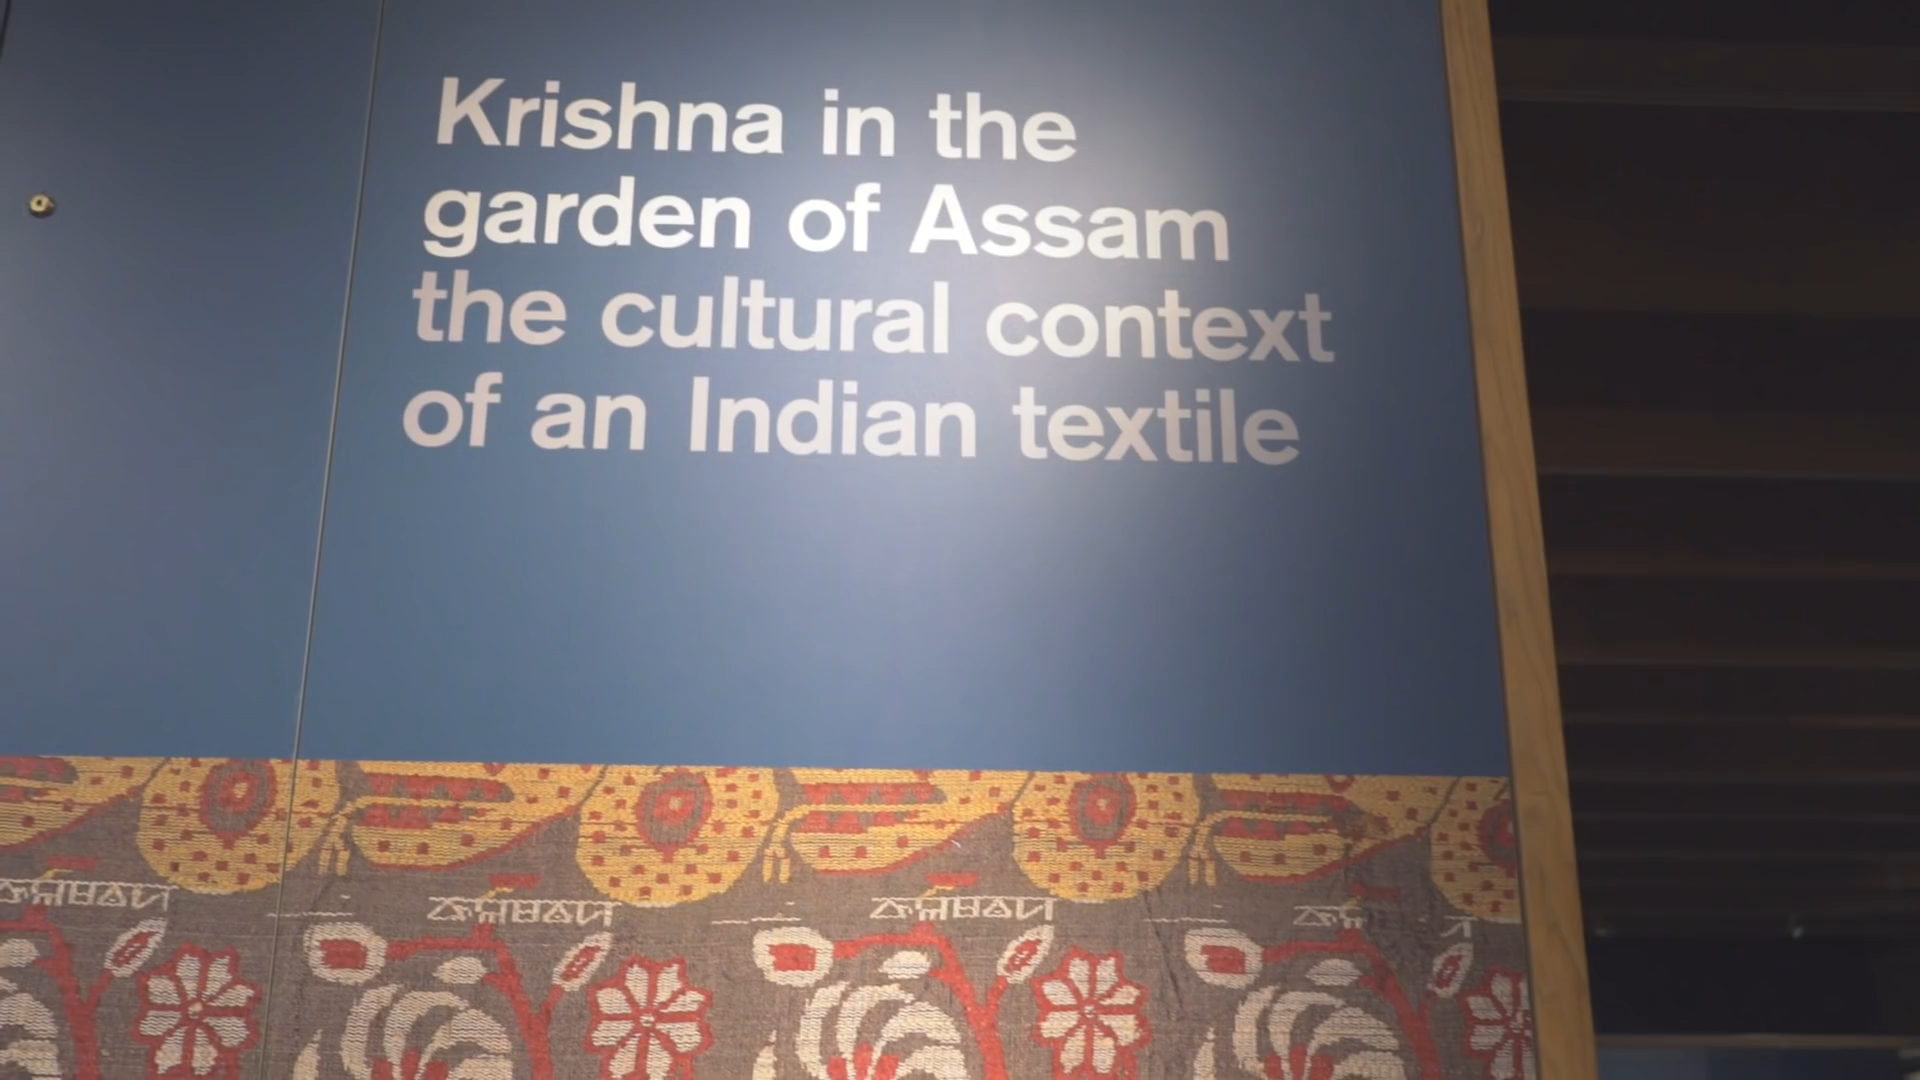 Krishna in the
garden of Assam
the cultural context
of an Indian textile